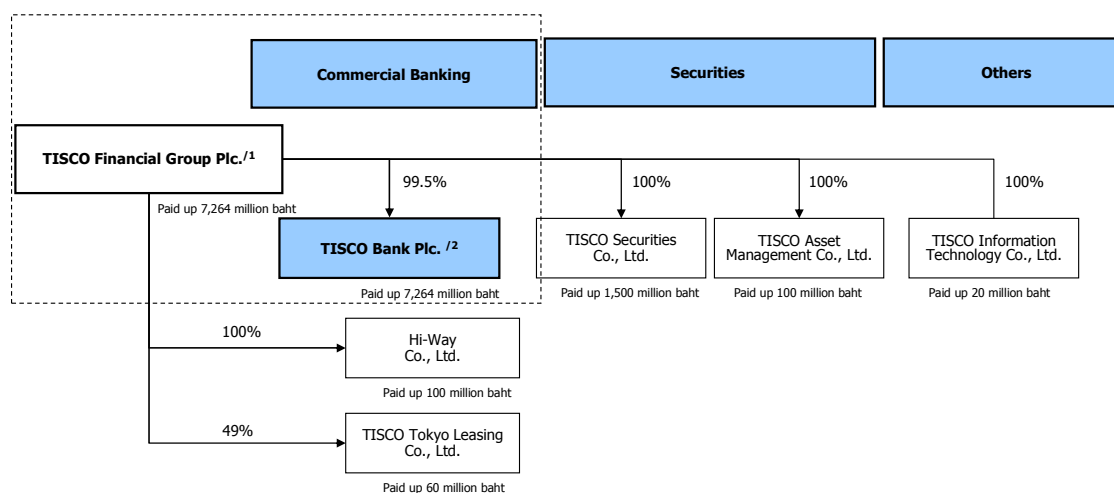 Commercial Banking
Securities
Others
TISCO Financial Group Plc./1
Paid up 7,264 million baht
99.5%
100%
100%
100%
TISCO Bank Plc. /2
TISCO Securities
Co., Ltd.
TISCO Asset
Management Co., Ltd.
TISCO Information
Technology Co., Ltd.
Paid up 7,264 million baht
Paid up 1,500 million baht
Paid up 100 million baht
Paid up 20 million baht
100%
Hi-Way
Co., Ltd.
Paid up 100 million baht
49%
TISCO Tokyo Leasing
Co., Ltd.
Paid up 60 million baht